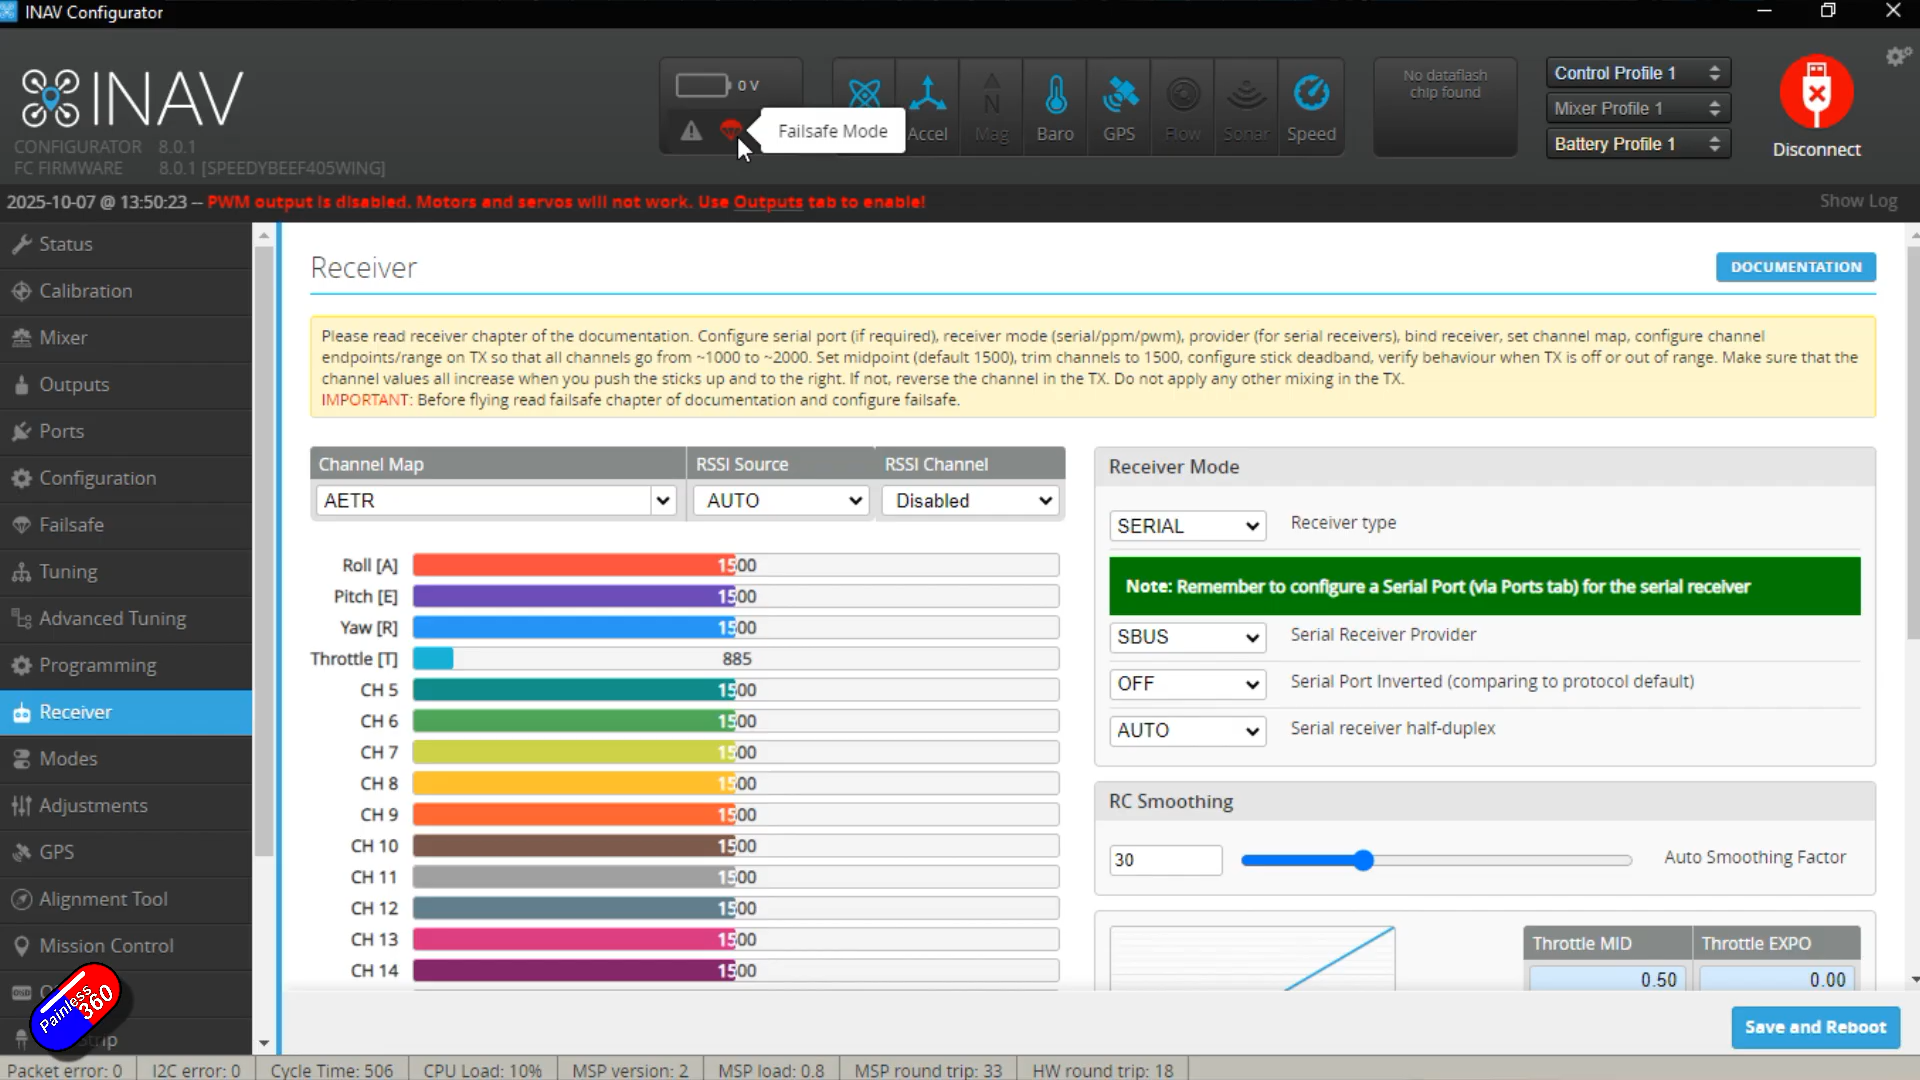 INAV Configurator
INAV
CONFIGURATOR 8.0.1
FC FIRMWARE 8.0.1 [SPEEDYBEEF405WING]
0 V
Failsafe Mode
Accel
Mag
Baro
GPS
Flow
Sonar
Speed
No dataflash
chip found
Control Profile 1
Mixer Profile 1
Battery Profile 1
Disconnect
2025-10-07 @ 13:50:23 -- PWM output is disabled. Motors and servos will not work. Use Outputs tab to enable!
Show Log
Status
Calibration
Mixer
Outputs
Ports
Configuration
Failsafe
Tuning
Advanced Tuning
Programming
Receiver
Modes
Adjustments
GPS
Alignment Tool
Mission Control
Painless
360
Receiver
DOCUMENTATION
Please read receiver chapter of the documentation. Configure serial port (if required), receiver mode (serial/ppm/pwm), provider (for serial receivers), bind receiver, set channel map, configure channel
endpoints/range on TX so that all channels go from ~1000 to ~2000. Set midpoint (default 1500), trim channels to 1500, configure stick deadband, verify behaviour when TX is off or out of range. Make sure that the
channel values all increase when you push the sticks up and to the right. If not, reverse the channel in the TX. Do not apply any other mixing in the TX.
IMPORTANT: Before flying read failsafe chapter of documentation and configure failsafe.
Channel Map RSSI Source RSSI Channel
AETR AUTO Disabled
Roll [A] 1500
Pitch [E] 1500
Yaw [R] 1500
Throttle [T] 885
CH 5 1500
CH 6 1500
CH 7 1500
CH 8 1500
CH 9 1500
CH 10 1500
CH 11 1500
CH 12 1500
CH 13 1500
CH 14 1500
Receiver Mode
SERIAL Receiver type
Note: Remember to configure a Serial Port (via Ports tab) for the serial receiver
SBUS Serial Receiver Provider
OFF Serial Port Inverted (comparing to protocol default)
AUTO Serial receiver half-duplex
RC Smoothing
30 Auto Smoothing Factor
Throttle MID Throttle EXPO
0.50 0.00
Save and Reboot
Packet error: 0 I2C error: 0 Cycle Time: 506 CPU Load: 10% MSP version: 2 MSP load: 0.8 MSP round trip: 33 HW round trip: 18